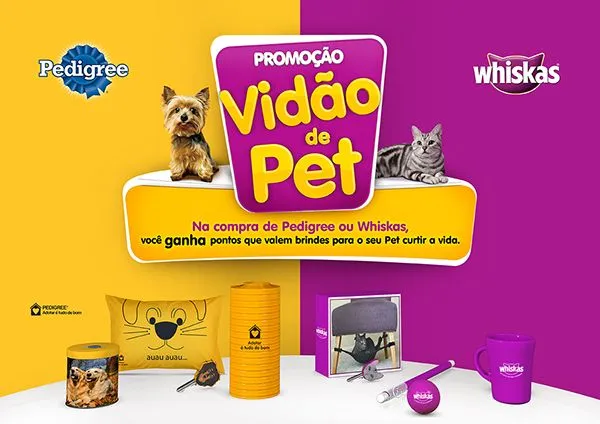 Pedigree
PROMOÇÃO
Vidão
de
Pet
whiskas
Na compra de Pedigree ou Whiskas,
você ganha pontos que valem brindes para o seu Pet curtir a vida.
PEDIGREE
Adotar é tudo de bom
auau auau...
Adotar
é tudo de bom
whiskas
whiskas